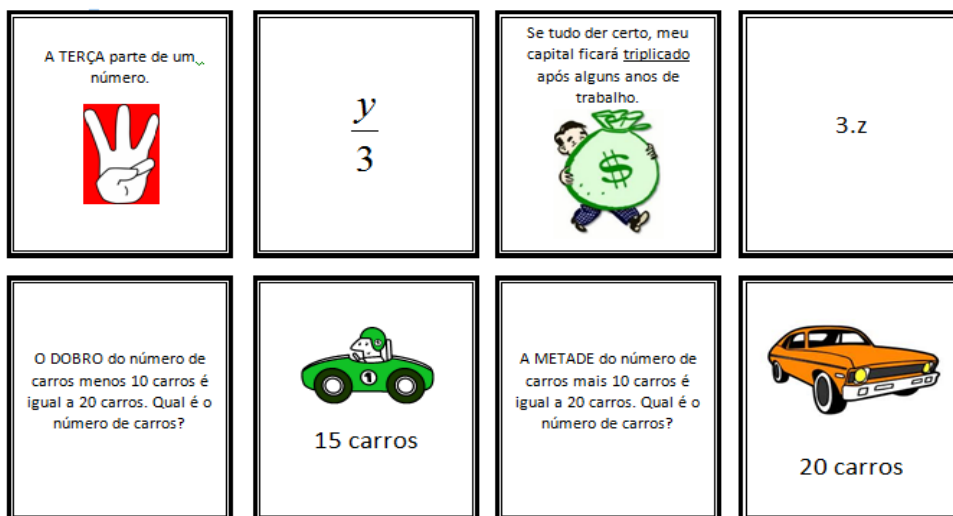 A TERÇA parte de um
número.
y
3
Se tudo der certo, meu
capital ficará triplicado
após alguns anos de
trabalho.
$
3.z
O DOBRO do número de
carros menos 10 carros é
igual a 20 carros. Qual é o
número de carros?
1
15 carros
A METADE do número de
carros mais 10 carros é
igual a 20 carros. Qual é o
número de carros?
20 carros